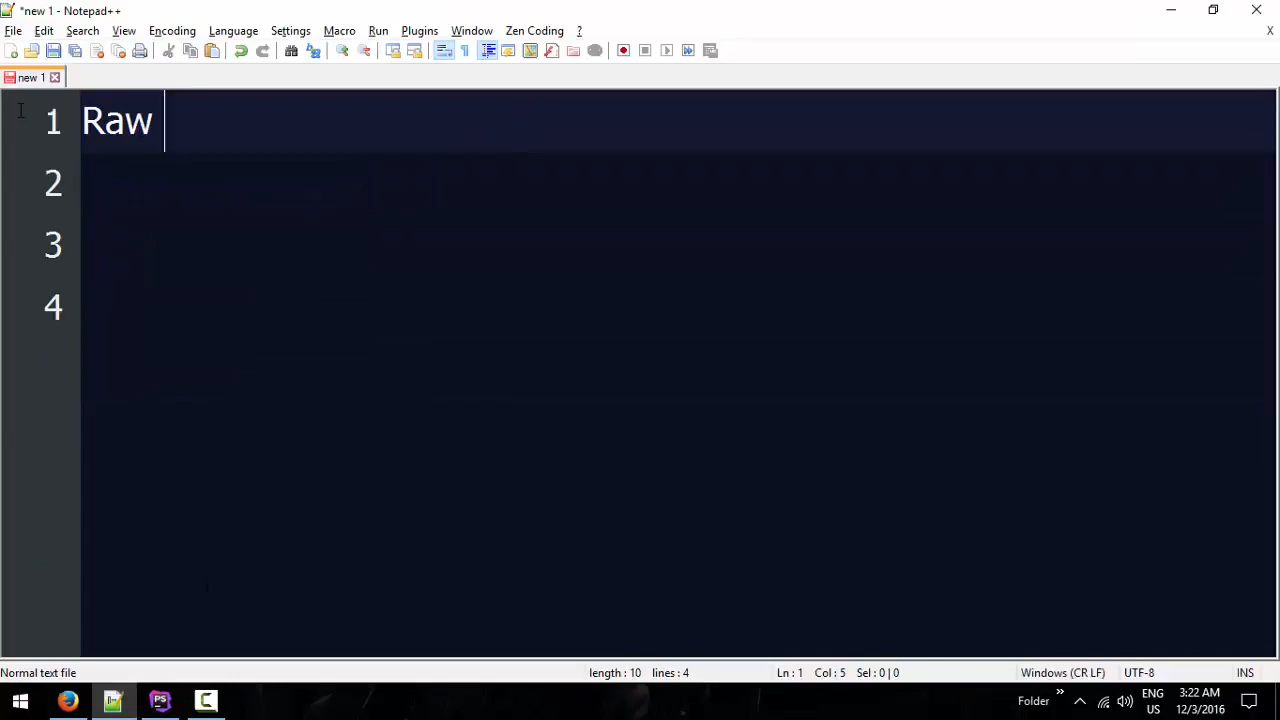 *new 1 - Notepad++
File Edit Search View Encoding Language Settings Macro Run Plugins Window Zen Coding ? X
new 1
1 Raw
2
3
4
Normal text file length : 10 lines : 4 Ln : 1 Col : 5 Sel : 0 | 0 Windows (CR LF) UTF-8 INS
PS C Folder » ENG US 3:22 AM 12/3/2016